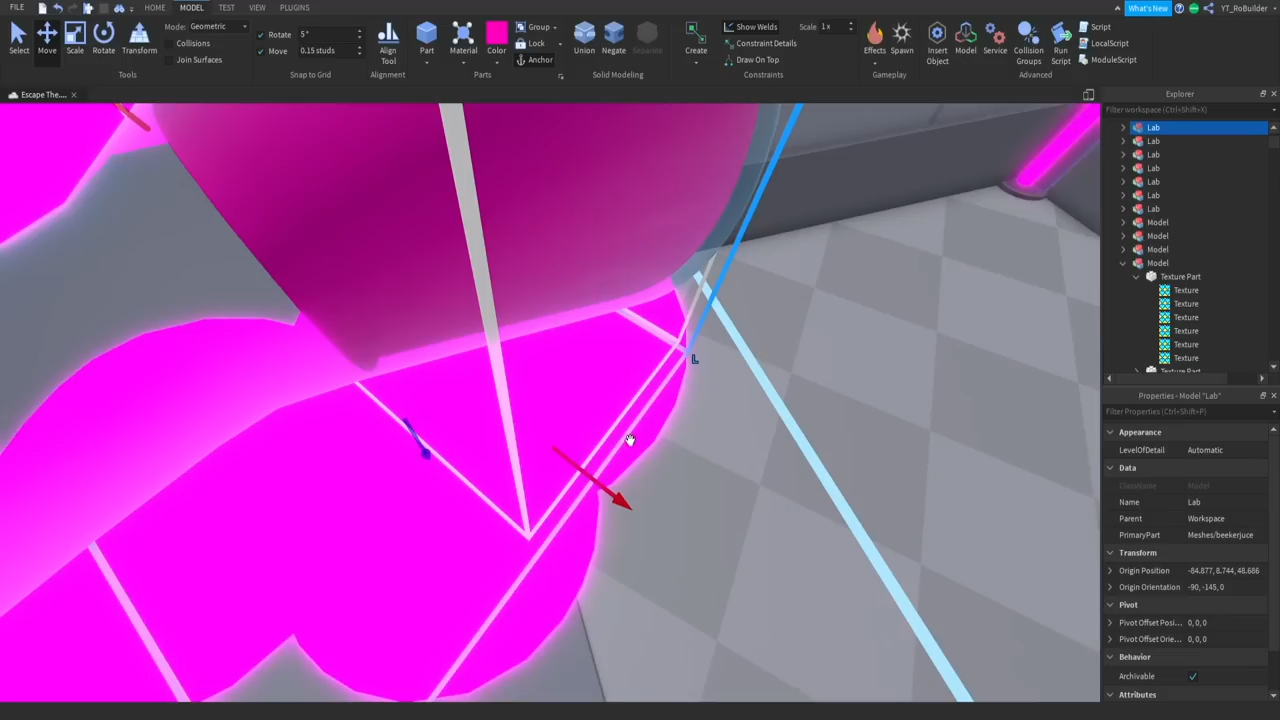 FILE HOME MODEL TEST VIEW PLUGINS What's New YT_RoBuilder
Select Move Scale Rotate Transform
Mode: Geometric
Collisions
Join Surfaces
Tools
Rotate 5°
Move 0.15 studs
Snap to Grid
Align Tool
Alignment
Part Material Color
Group
Lock
Anchor
Parts
Union Negate Separate
Solid Modeling
Create
Show Welds
Constraint Details
Draw On Top
Scale 1 x
Constraints
Effects Spawn
Gameplay
Insert Object Model Service Collision Groups Run Script
Script
LocalScript
ModuleScript
Advanced
Escape The....
Explorer
Filter workspace (Ctrl+Shift+X)
Lab
Lab
Lab
Lab
Lab
Lab
Lab
Model
Model
Model
Model
Texture Part
Texture
Texture
Texture
Texture
Texture
Texture
Texture Part
L
Properties - Model "Lab"
Filter Properties (Ctrl+Shift+P)
Appearance
LevelOfDetail Automatic
Data
ClassName Model
Name Lab
Parent Workspace
PrimaryPart Meshes/beekerjuce
Transform
Origin Position -84.877, 8.744, 48.686
Origin Orientation -90, -145, 0
Pivot
Pivot Offset Posi... 0, 0, 0
Pivot Offset Orie... 0, 0, 0
Behavior
Archivable
Attributes